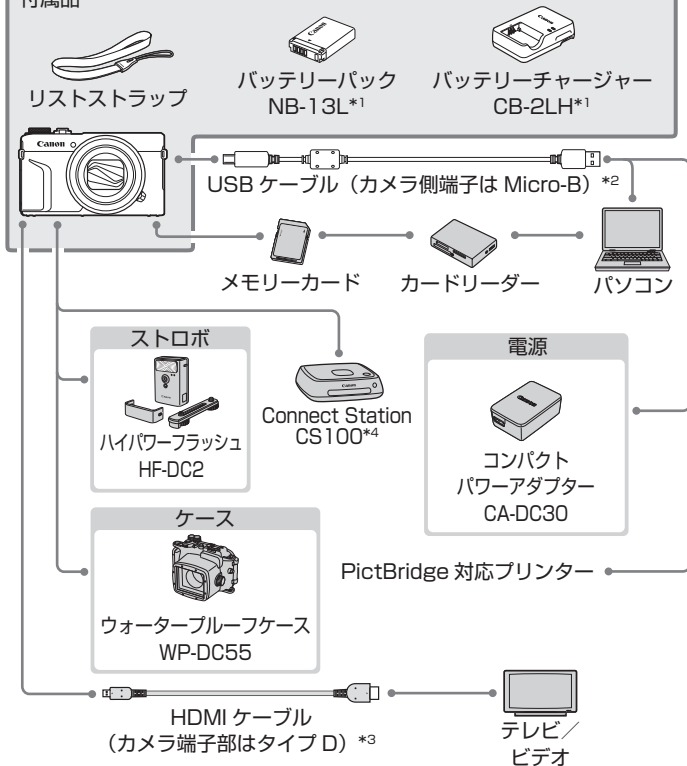 付属品
リストストラップ
バッテリーパック
NB-13L*1
バッテリーチャージャー
CB-2LH*1
Canon
USB ケーブル（カメラ側端子は Micro-B）*2
メモリーカード
カードリーダー
パソコン
ストロボ
ハイパワーフラッシュ
HF-DC2
Connect Station
CS100*4
電源
コンパクト
パワーアダプター
CA-DC30
ケース
ウォータープルーフケース
WP-DC55
PictBridge 対応プリンター
HDMI ケーブル
（カメラ端子部はタイプ D）*3
テレビ／
ビデオ